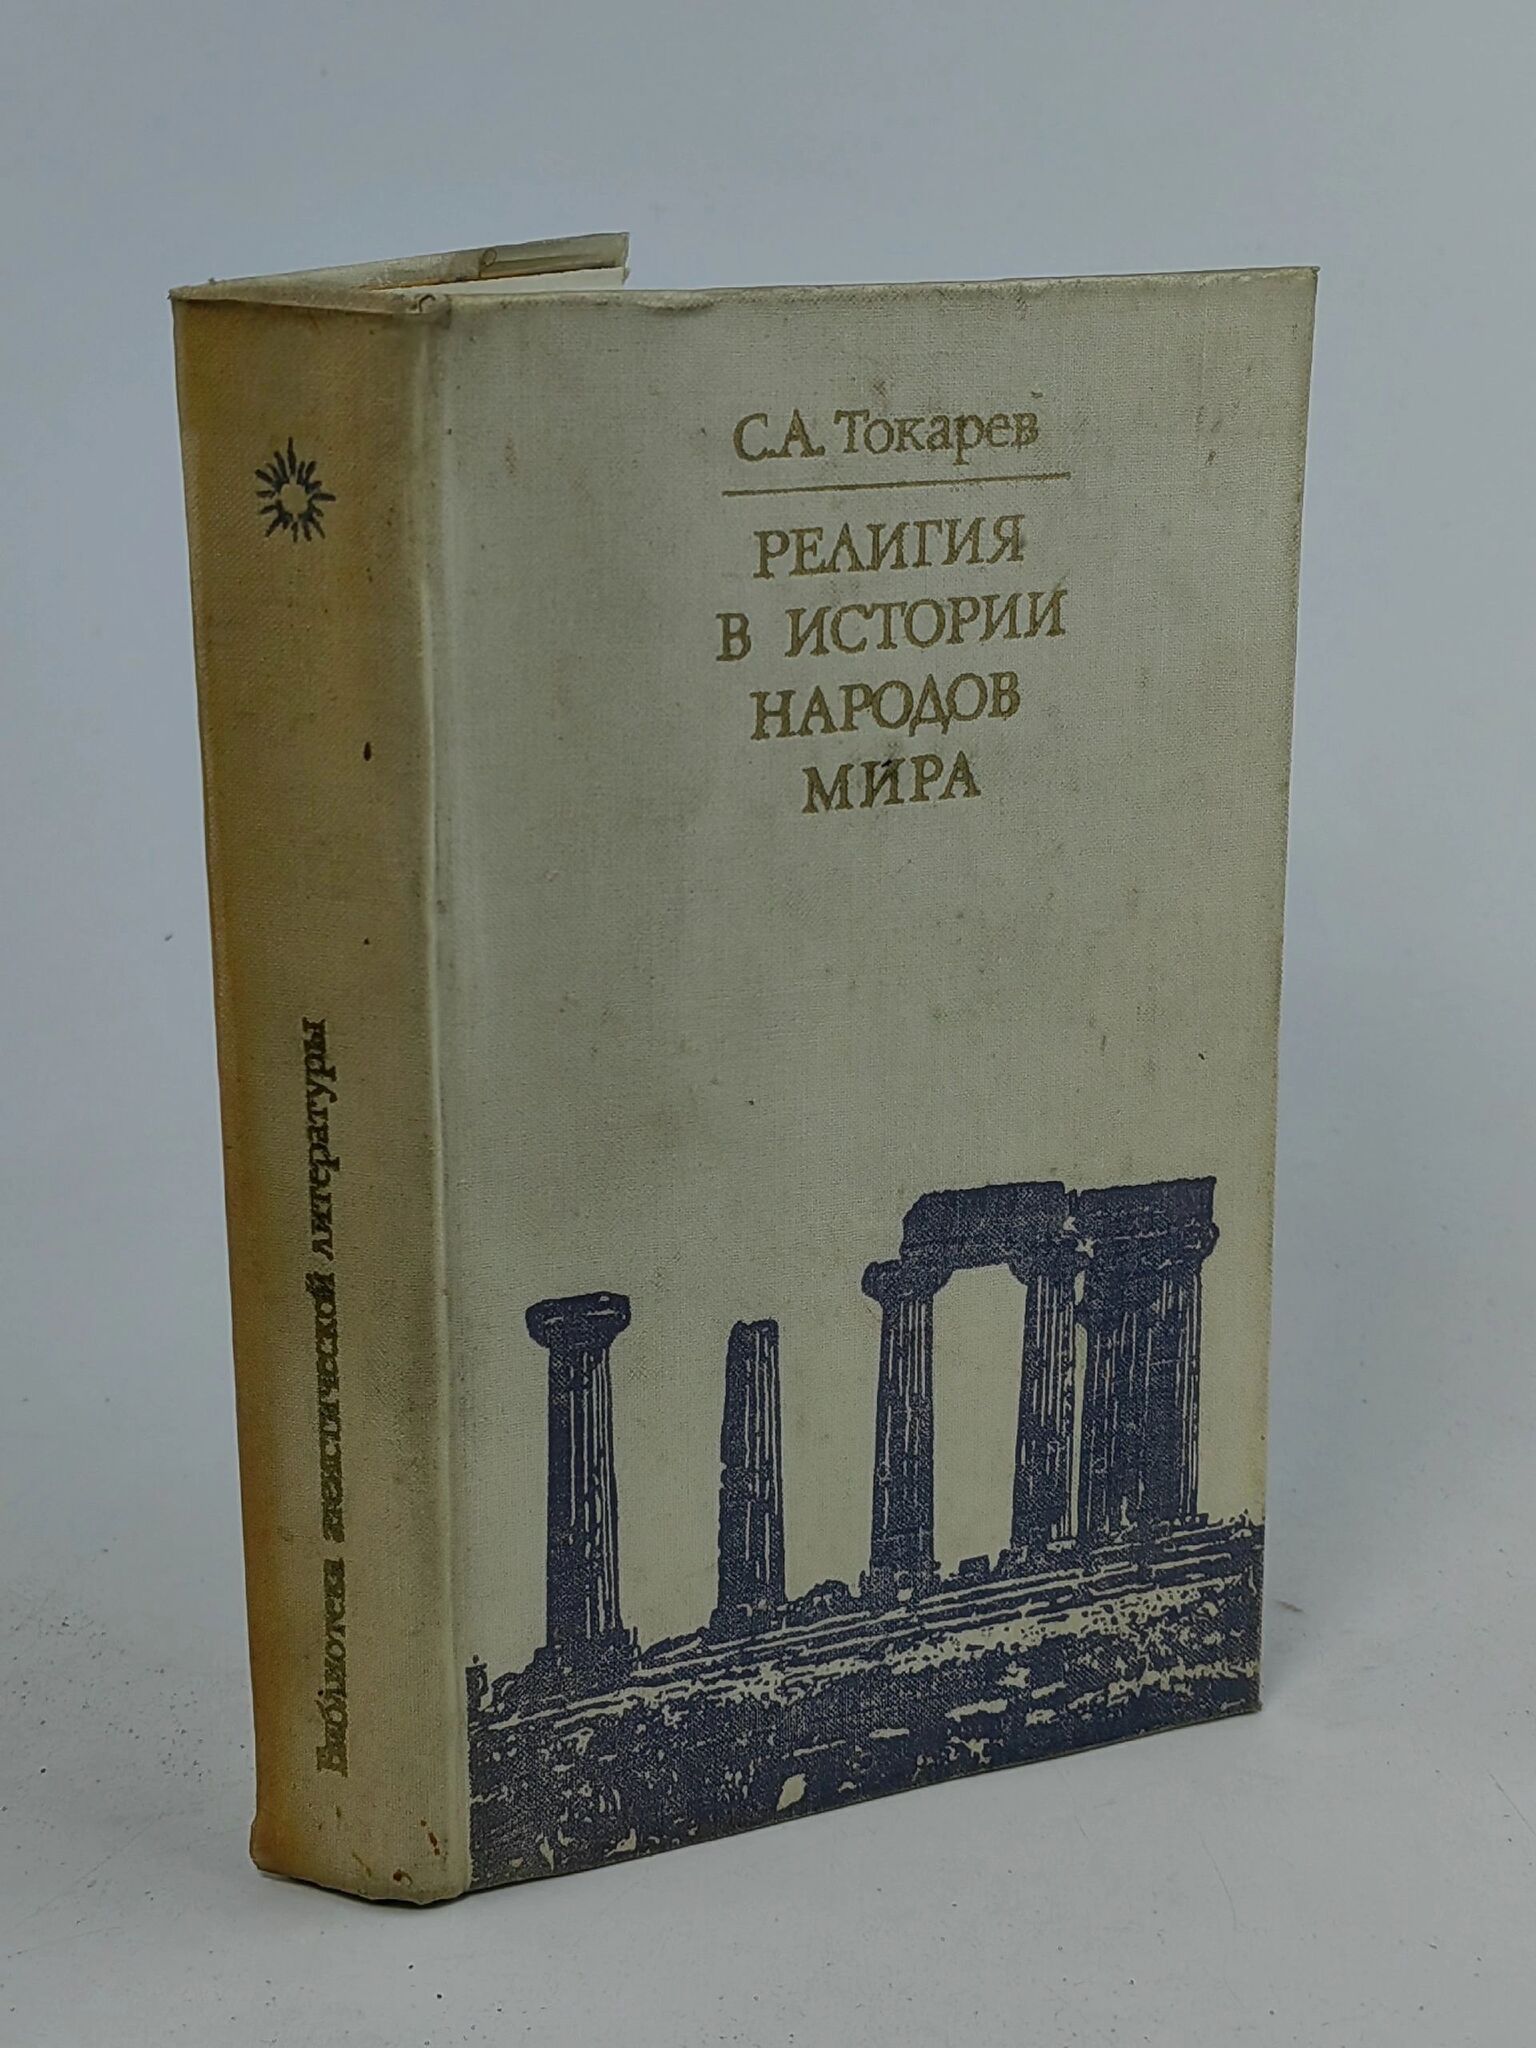 С.А. Токарев
РЕЛИГИЯ
В ИСТОРИИ
НАРОДОВ
МИРА
Библиотека атеистической литературы